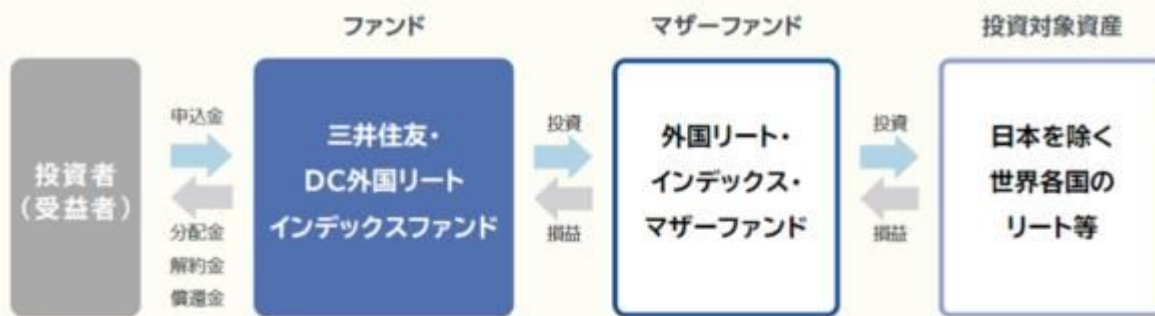 ファンド
マザーファンド
投資対象資産
投資者
（受益者）
申込金
分配金
解約金
償還金
三井住友・
DC外国リート
インデックスファンド
投資
損益
外国リート・
インデックス・
マザーファンド
投資
損益
日本を除く
世界各国の
リート等